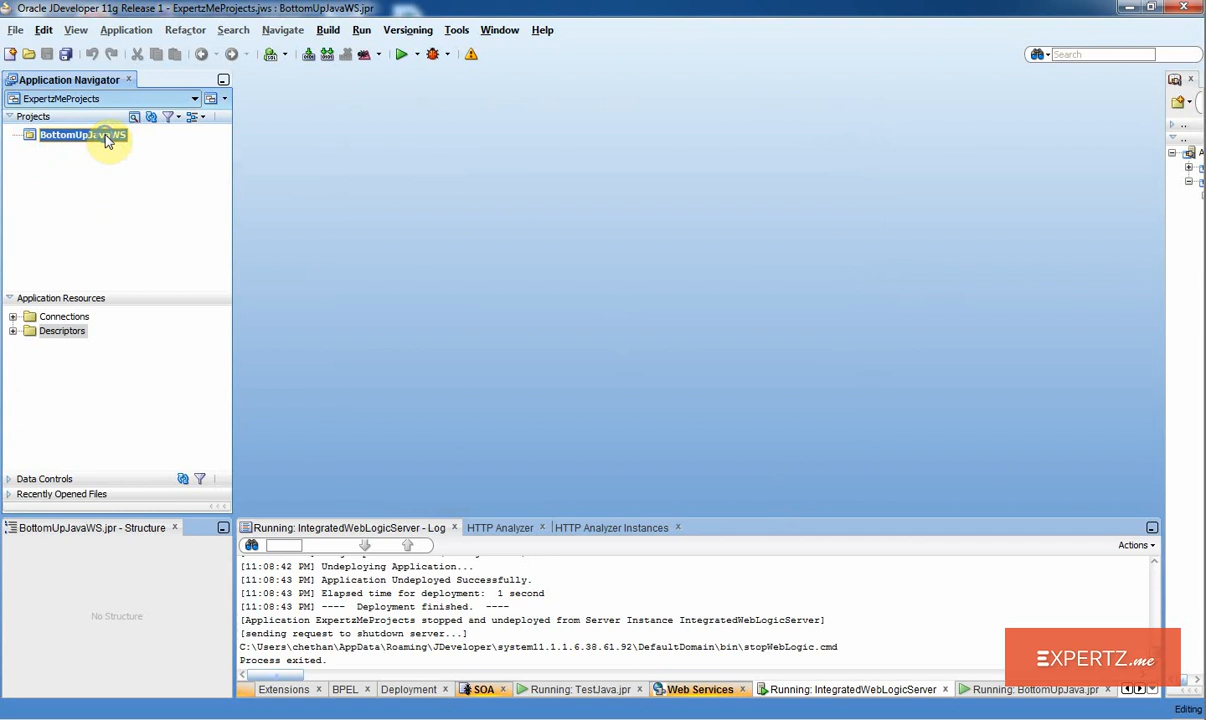 Oracle JDeveloper 11g Release 1 - ExpertzMeProjects.jws : BottomUpJavaWS.jpr
File Edit View Application Refactor Search Navigate Build Run Versioning Tools Window Help
Search
Application Navigator
ExpertzMeProjects
Projects
BottomUpJavaWS
Application Resources
Connections
Descriptors
Data Controls
Recently Opened Files
BottomUpJavaWS.jpr - Structure
No Structure
Running: IntegratedWebLogicServer - Log HTTP Analyzer HTTP Analyzer Instances
Actions
[11:08:42 PM] Undeploying Application...
[11:08:43 PM] Application Undeployed Successfully.
[11:08:43 PM] Elapsed time for deployment: 1 second
[11:08:43 PM] ---- Deployment finished. ----
[Application ExpertzMeProjects stopped and undeployed from Server Instance IntegratedWebLogicServer]
[sending request to shutdown server...]
C:\Users\chethan\AppData\Roaming\JDeveloper\system11.1.1.6.38.61.92\DefaultDomain\bin\stopWebLogic.cmd
Process exited.
EXPERTZ.me
Extensions BPEL Deployment SOA Running: TestJava.jpr Web Services Running: IntegratedWebLogicServer Running: BottomUpJava.jpr
Editing